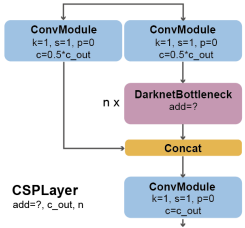 ConvModule
k=1, s=1, p=0
c=0.5*c_out
ConvModule
k=1, s=1, p=0
c=0.5*c_out
n x
DarknetBottleneck
add=?
Concat
CSPLayer
add=?, c_out, n
ConvModule
k=1, s=1, p=0
c=c_out